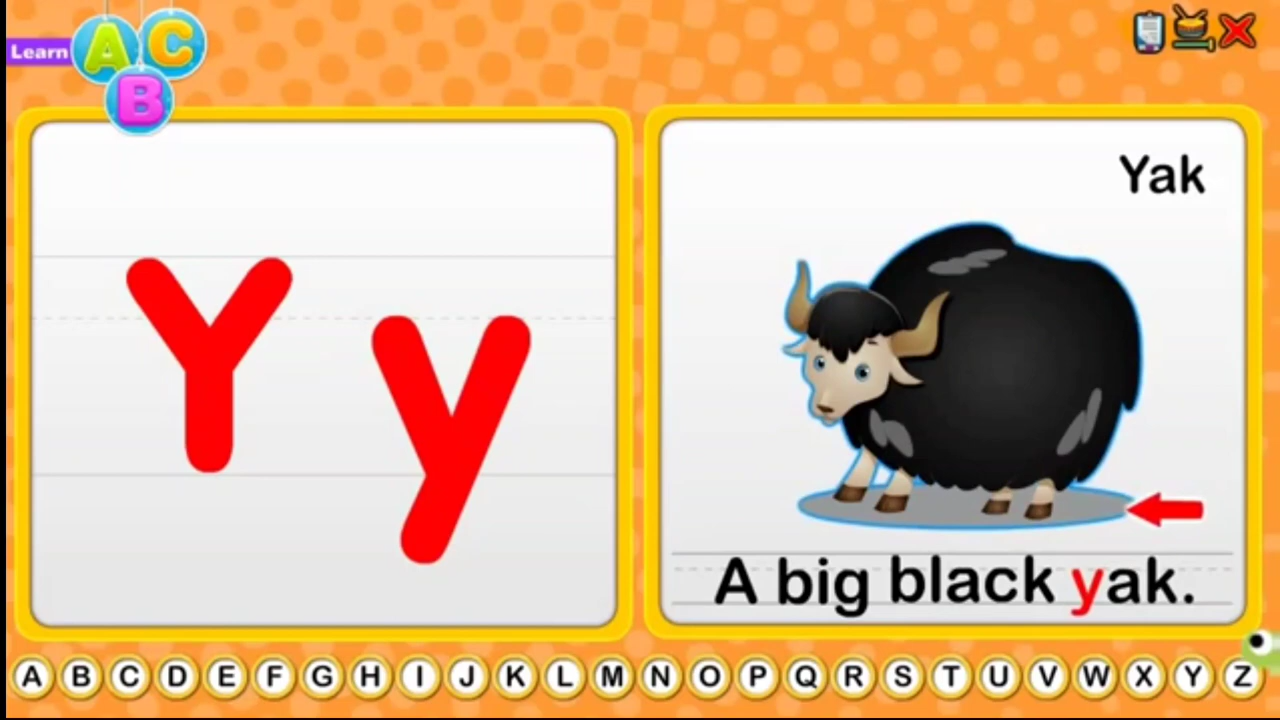 Learn
A C
B
Y y
Yak
A big black yak.
A B C D E F G H I J K L M N O P Q R S T U V W X Y Z